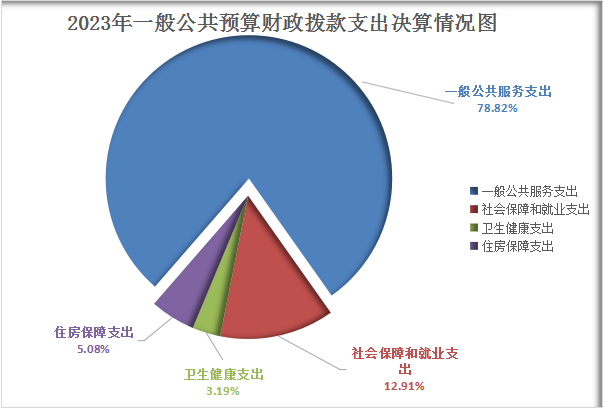 2023年一般公共预算财政拨款支出决算情况图
一般公共服务支出
78.82%
一般公共服务支出
社会保障和就业支出
卫生健康支出
住房保障支出
住房保障支出
5.08%
卫生健康支出
3.19%
社会保障和就业支
出
12.91%